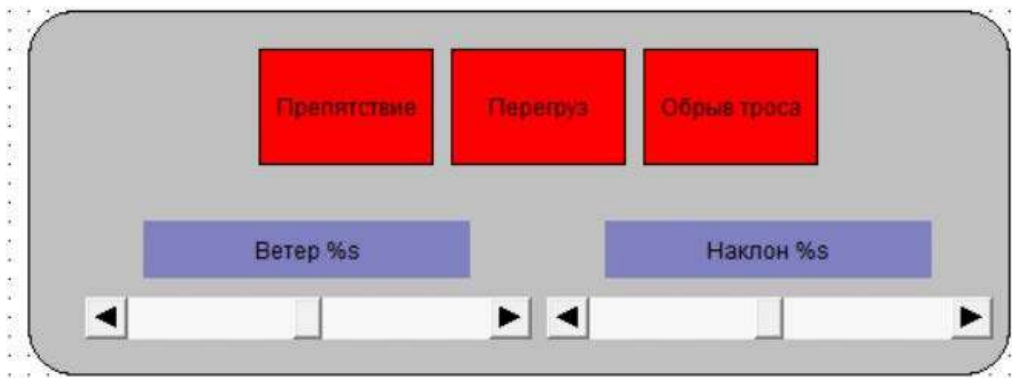 Препятствие
Перегруз
Обрыв троса
Ветер %s
Наклон %s